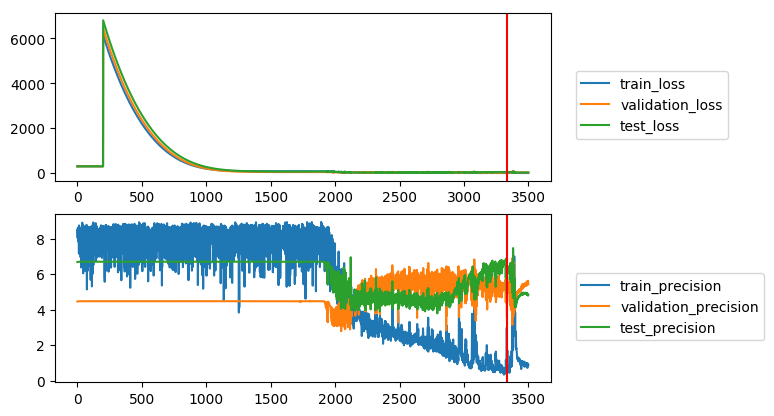 6000
4000
2000
0
0 500 1000 1500 2000 2500 3000 3500
train_loss
validation_loss
test_loss
8
6
4
2
0
0 500 1000 1500 2000 2500 3000 3500
train_precision
validation_precision
test_precision